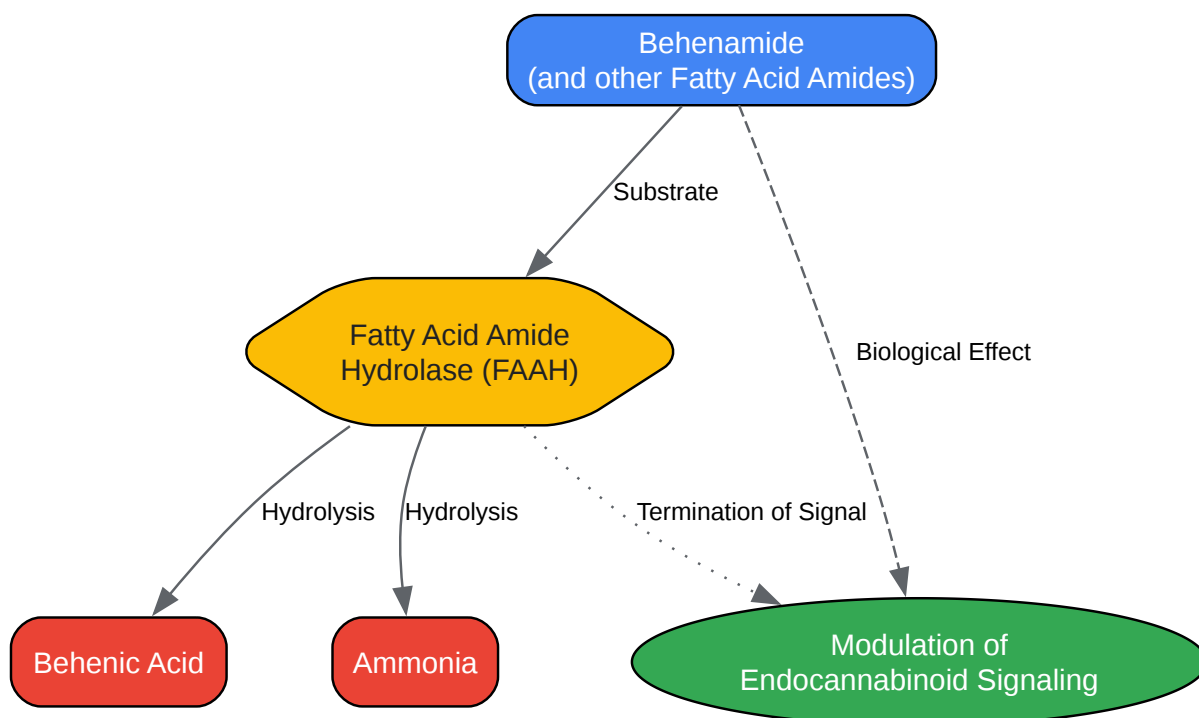 Behenamide
(and other Fatty Acid Amides)
Substrate
Fatty Acid Amide
Hydrolase (FAAH)
Biological Effect
Hydrolysis
Hydrolysis
Termination of Signal
Behenic Acid
Ammonia
Modulation of
Endocannabinoid Signaling